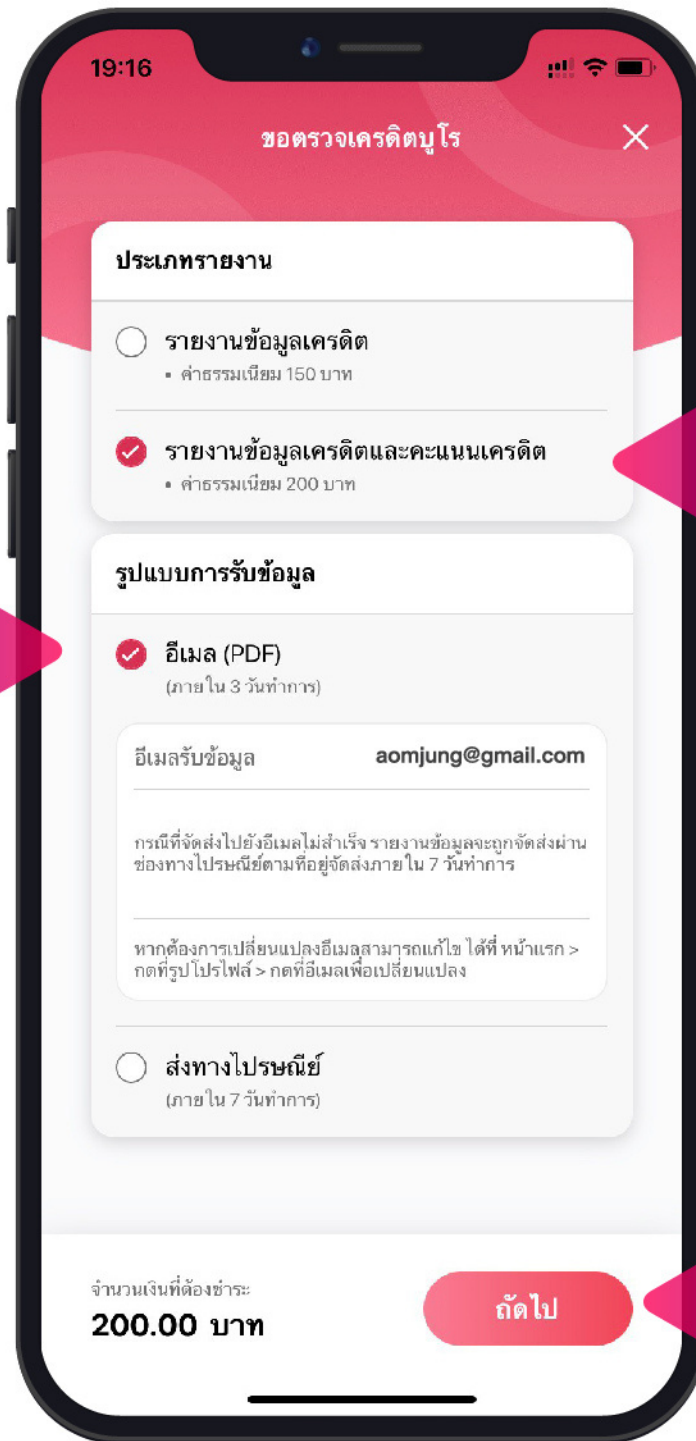 19:16
ขอตรวจเครดิตบูโร
ประเภทรายงาน
รายงานข้อมูลเครดิต
▪ ค่าธรรมเนียม 150 บาท
รายงานข้อมูลเครดิตและคะแนนเครดิต
▪ ค่าธรรมเนียม 200 บาท
รูปแบบการรับข้อมูล
อีเมล (PDF)
(ภายใน 3 วันทำการ)
อีเมลรับข้อมูล aomjung@gmail.com
กรณีที่จัดส่งไปยังอีเมลไม่สำเร็จ รายงานข้อมูลจะถูกจัดส่งผ่าน
ช่องทางไปรษณีย์ตามที่อยู่จัดส่งภายใน 7 วันทำการ
หากต้องการเปลี่ยนแปลงอีเมลสามารถแก้ไข ได้ที่ หน้าแรก >
กดที่รูปโปรไฟล์ > กดที่อีเมลเพื่อเปลี่ยนแปลง
ส่งทางไปรษณีย์
(ภายใน 7 วันทำการ)
จำนวนเงินที่ต้องชำระ
200.00 บาท
ถัดไป